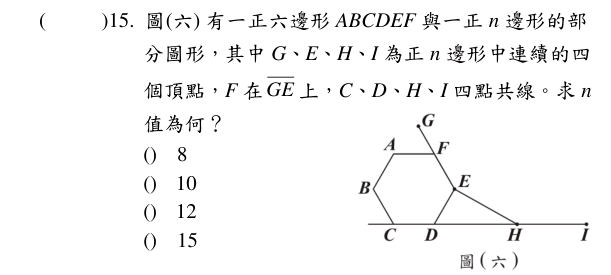 (　　)15. 圖(六) 有一正六邊形 ABCDEF 與一正 n 邊形的部
分圖形，其中 G、E、H、I 為正 n 邊形中連續的四
個頂點，F 在 GE 上，C、D、H、I 四點共線。求 n
值為何？
() 8
() 10
() 12
() 15
G
A F
B E
C D H I
圖(六)